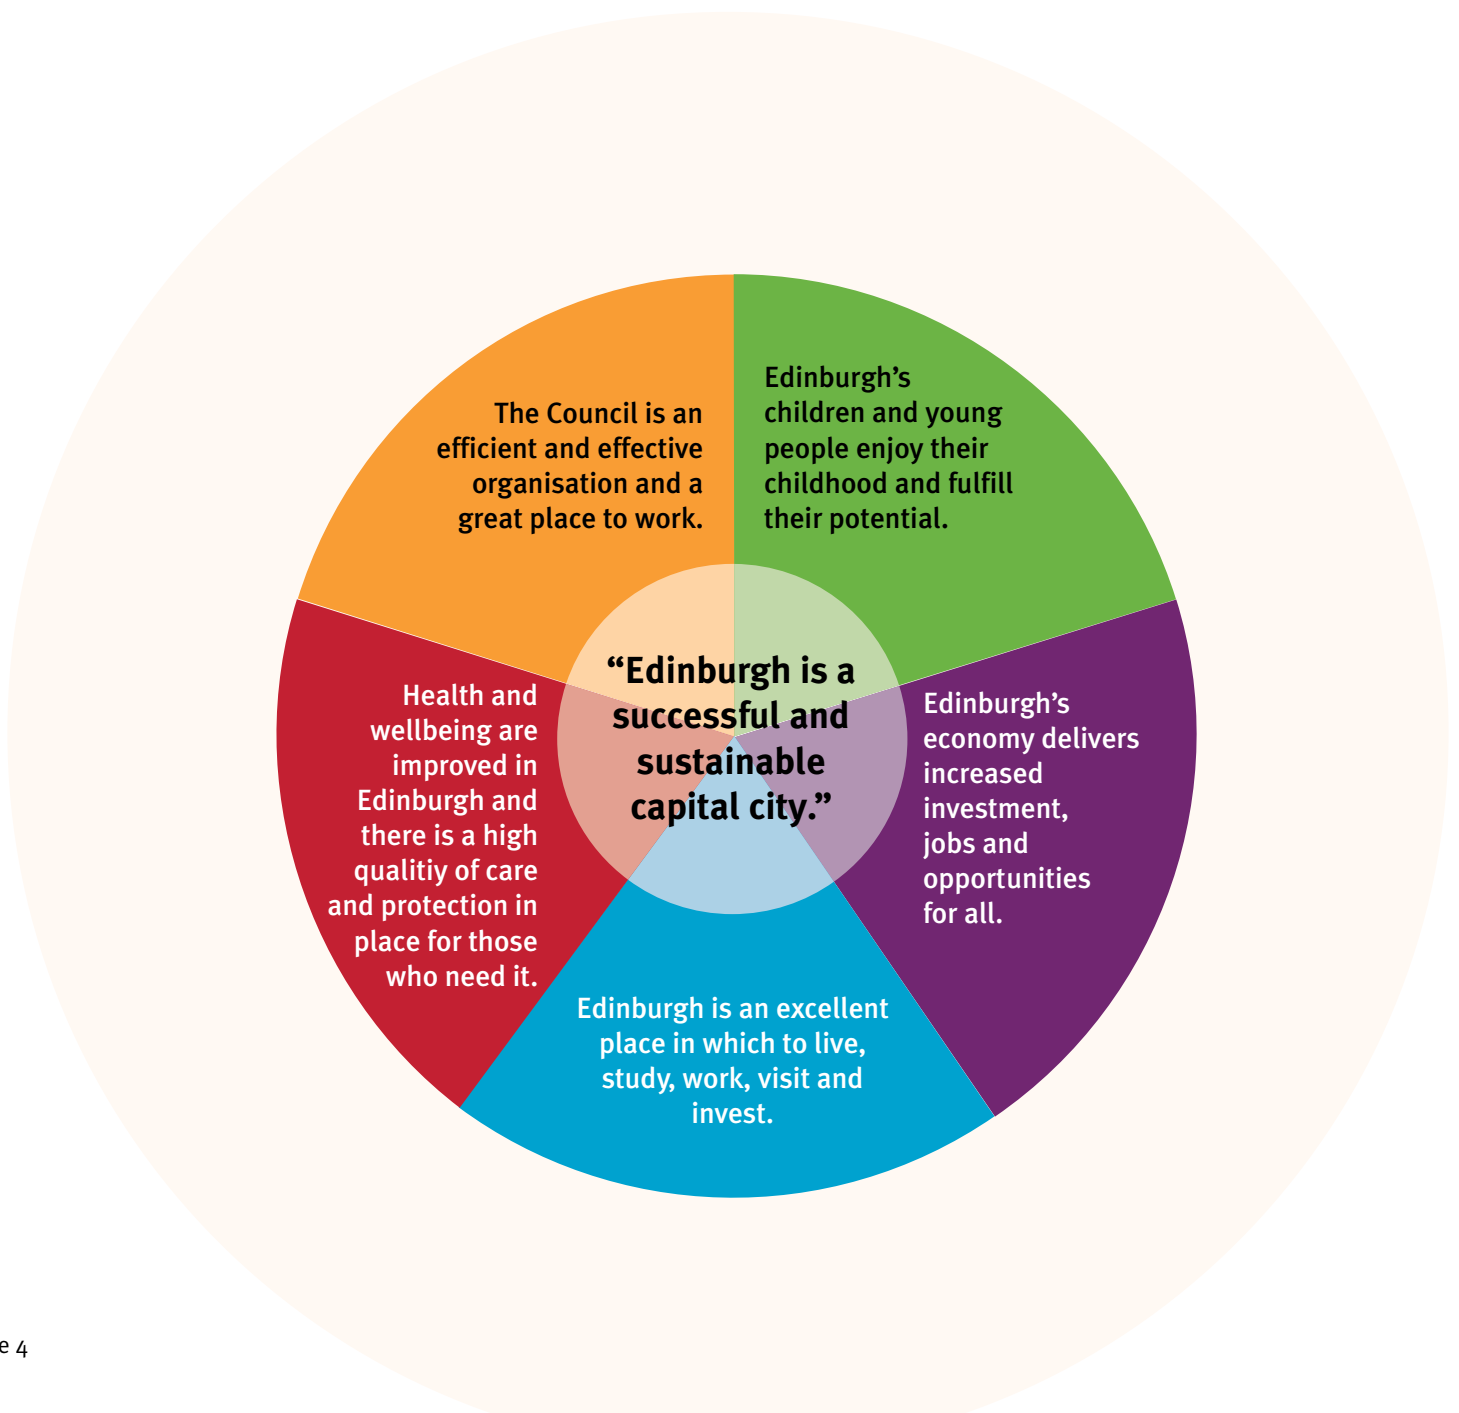 The Council is an
efficient and effective
organisation and a
great place to work.
Edinburgh’s
children and young
people enjoy their
childhood and fulfill
their potential.
“Edinburgh is a
successful and
sustainable
capital city.”
Health and
wellbeing are
improved in
Edinburgh and
there is a high
qualitiy of care
and protection in
place for those
who need it.
Edinburgh’s
economy delivers
increased
investment,
jobs and
opportunities
for all.
Edinburgh is an excellent
place in which to live,
study, work, visit and
invest.
e 4